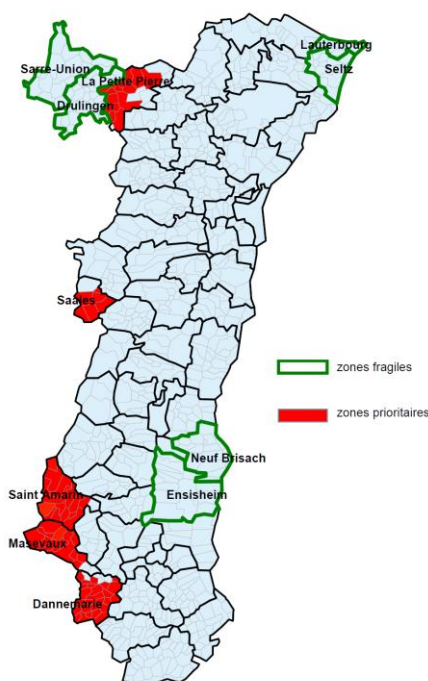 Lauterbourg
Seltz
Sarre-Union
La Petite Pierre
Drulingen
Saales
zones fragiles
zones prioritaires
Neuf Brisach
Ensisheim
Saint Amarin
Masevaux
Dannemarie